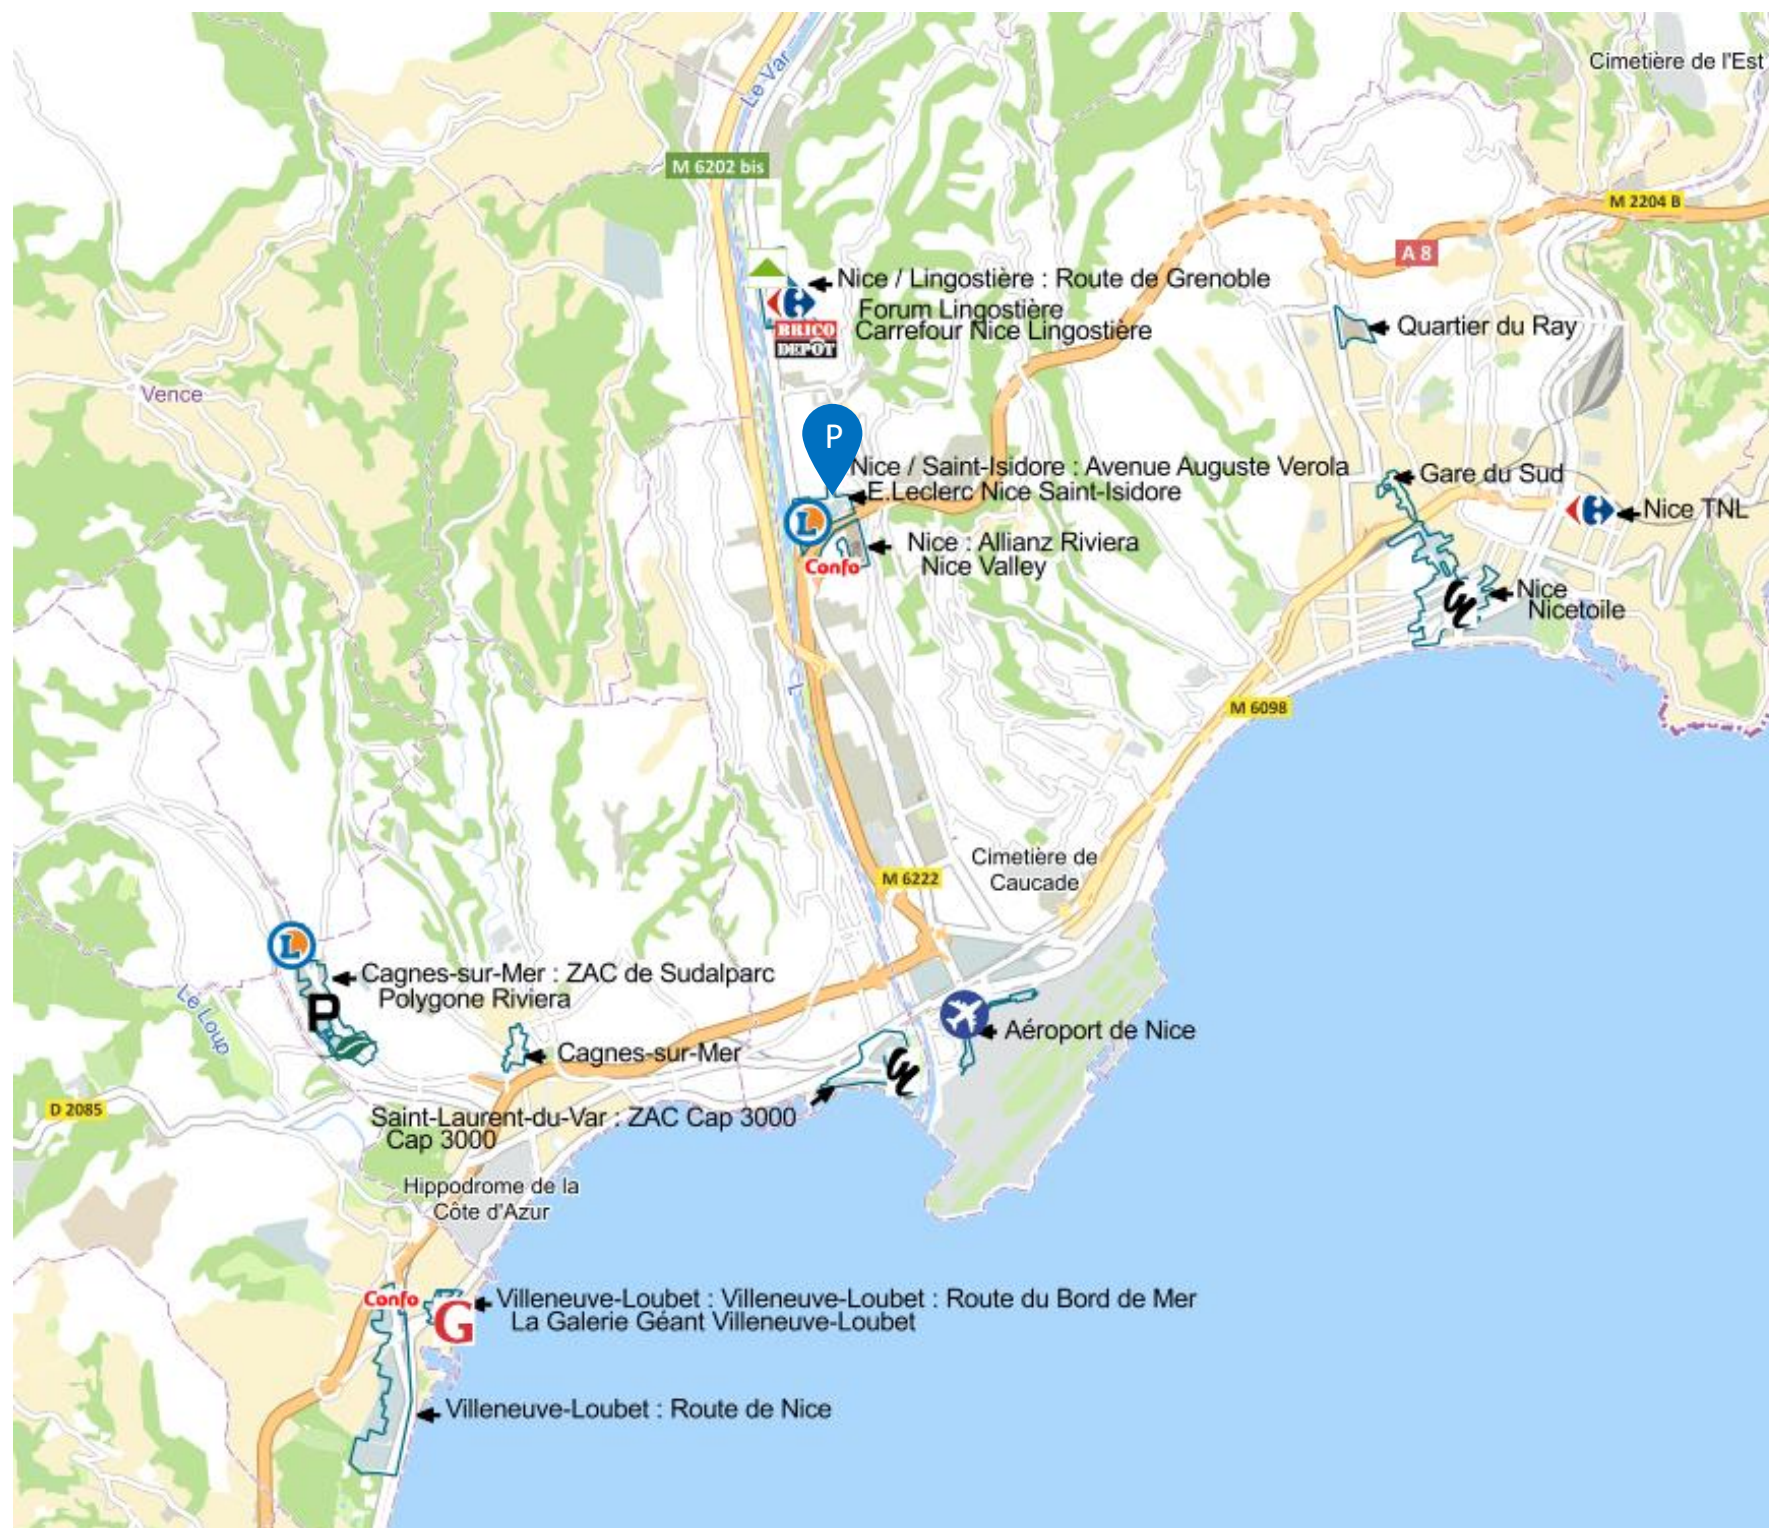 Cimetière de l'Est
Le Var
M 6202 bis
M 2204 B
A 8
Nice / Lingostière : Route de Grenoble
Forum Lingostière
Carrefour Nice Lingostière
BRICO
DEPÔT
Quartier du Ray
Vence
P
Nice / Saint-Isidore : Avenue Auguste Verola
E.Leclerc Nice Saint-Isidore
L
Gare du Sud
Nice TNL
Nice : Allianz Riviera
Nice Valley
Confo
Nice
Nicetoile
M 6098
M 6222
Cimetière de
Caucade
L
Cagnes-sur-Mer : ZAC de Sudalparc
Polygone Riviera
P
Le Loup
Aéroport de Nice
Cagnes-sur-Mer
D 2085
Saint-Laurent-du-Var : ZAC Cap 3000
Cap 3000
Hippodrome de la
Côte d'Azur
Confo
Villeneuve-Loubet : Villeneuve-Loubet : Route du Bord de Mer
La Galerie Géant Villeneuve-Loubet
G
Villeneuve-Loubet : Route de Nice